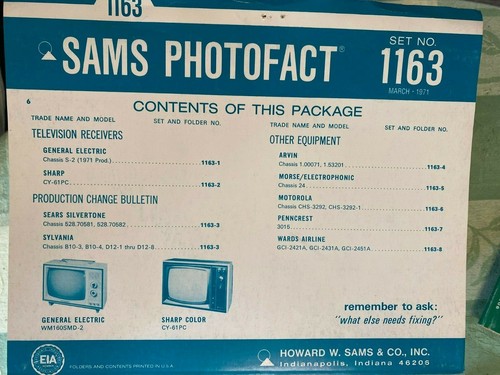 1163
SAMS PHOTOFACT®
SET NO.
1163
MARCH - 1971
6
CONTENTS OF THIS PACKAGE
TRADE NAME AND MODEL SET AND FOLDER NO.
TELEVISION RECEIVERS
GENERAL ELECTRIC
Chassis S-2 (1971 Prod.) 1163-1
SHARP
CY-61PC 1163-2
PRODUCTION CHANGE BULLETIN
SEARS SILVERTONE
Chassis 528.70581, 528.70582 1163-3
SYLVANIA
Chassis B10-3, B10-4, D12-1 thru D12-8 1163-3
GENERAL ELECTRIC
WM160SMD-2
SHARP COLOR
CY-61PC
TRADE NAME AND MODEL SET AND FOLDER NO.
OTHER EQUIPMENT
ARVIN
Chassis 1.00071, 1.53201 1163-4
MORSE/ELECTROPHONIC
Chassis 24 1163-5
MOTOROLA
Chassis CHS-3292, CHS-3292-1 1163-6
PENNCREST
3015 1163-7
WARDS AIRLINE
GCI-2421A, GCI-2431A, GCI-2451A 1163-8
remember to ask:
"what else needs fixing?"
EIA
FOLDERS AND CONTENTS PRINTED IN U.S.A.
HOWARD W. SAMS & CO., INC.
Indianapolis, Indiana 46206